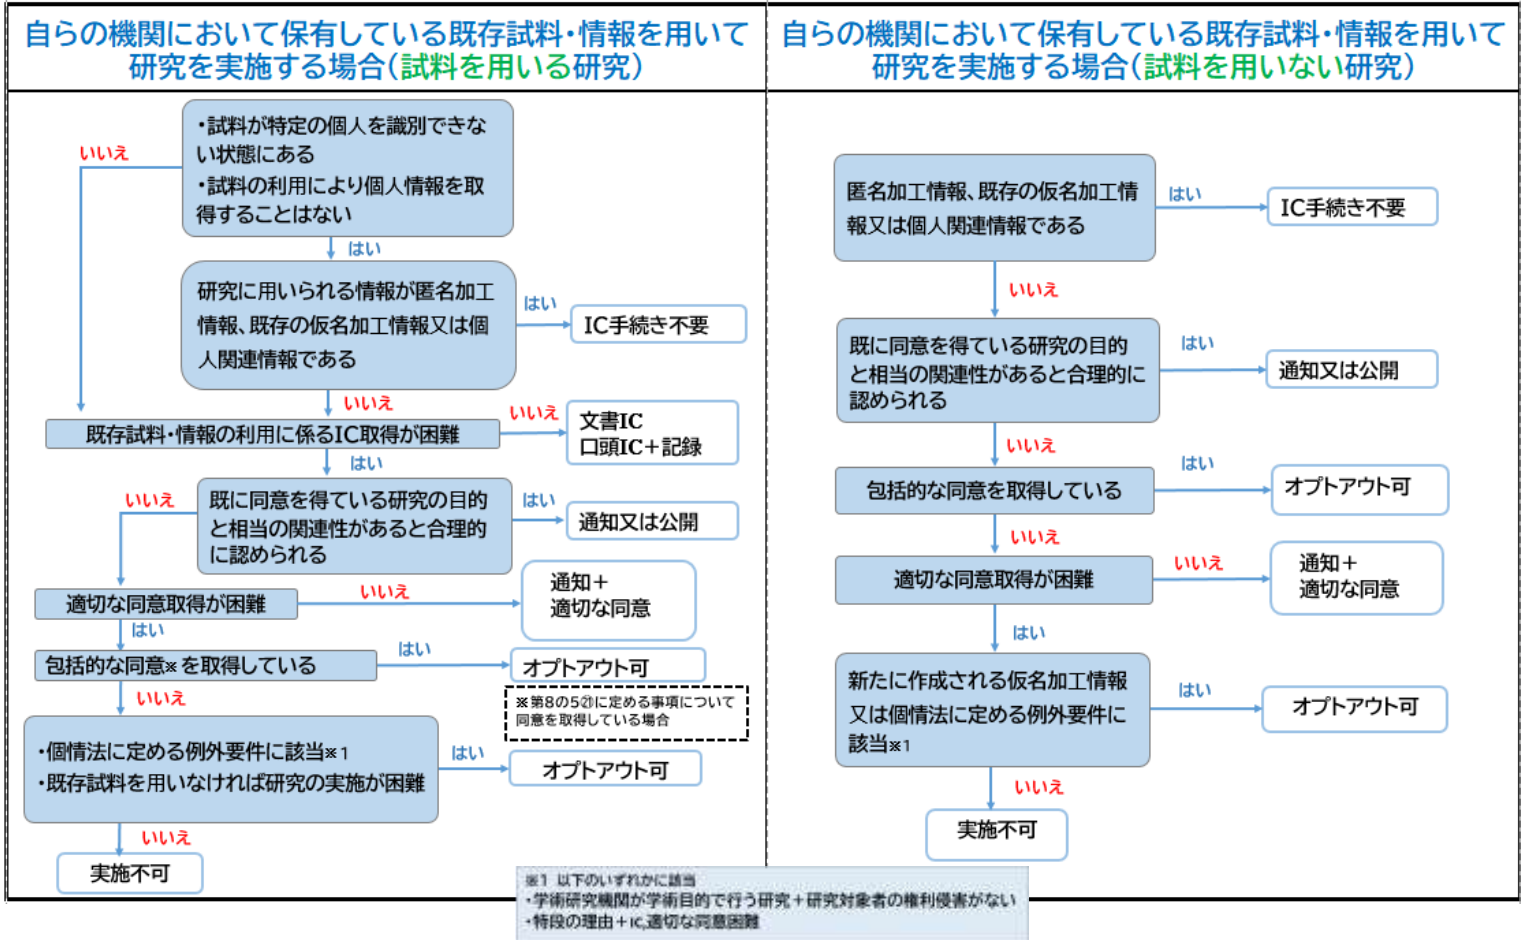 自らの機関において保有している既存試料・情報を用いて
研究を実施する場合(試料を用いる研究)
・試料が特定の個人を識別できな
い状態にある
・試料の利用により個人情報を取
得することはない
いいえ
はい
研究に用いられる情報が匿名加工
情報、既存の仮名加工情報又は個
人関連情報である
はい
IC手続き不要
いいえ
既存試料・情報の利用に係るIC取得が困難
いいえ
文書IC
口頭IC+記録
はい
既に同意を得ている研究の目的
と相当の関連性があると合理的
に認められる
いいえ
はい
通知又は公開
適切な同意取得が困難
いいえ
通知+
適切な同意
はい
包括的な同意※を取得している
はい
オプトアウト可
※第8の5㉑に定める事項について
同意を取得している場合
いいえ
・個情法に定める例外要件に該当※1
・既存試料を用いなければ研究の実施が困難
はい
オプトアウト可
いいえ
実施不可
自らの機関において保有している既存試料・情報を用いて
研究を実施する場合(試料を用いない研究)
匿名加工情報、既存の仮名加工情
報又は個人関連情報である
はい
IC手続き不要
いいえ
既に同意を得ている研究の目的
と相当の関連性があると合理的に
認められる
はい
通知又は公開
いいえ
包括的な同意を取得している
はい
オプトアウト可
いいえ
適切な同意取得が困難
いいえ
通知+
適切な同意
はい
新たに作成される仮名加工情報
又は個情法に定める例外要件に
該当※1
はい
オプトアウト可
いいえ
実施不可
※1 以下のいずれかに該当
・学術研究機関が学術目的で行う研究+研究対象者の権利侵害がない
・特段の理由+IC,適切な同意困難